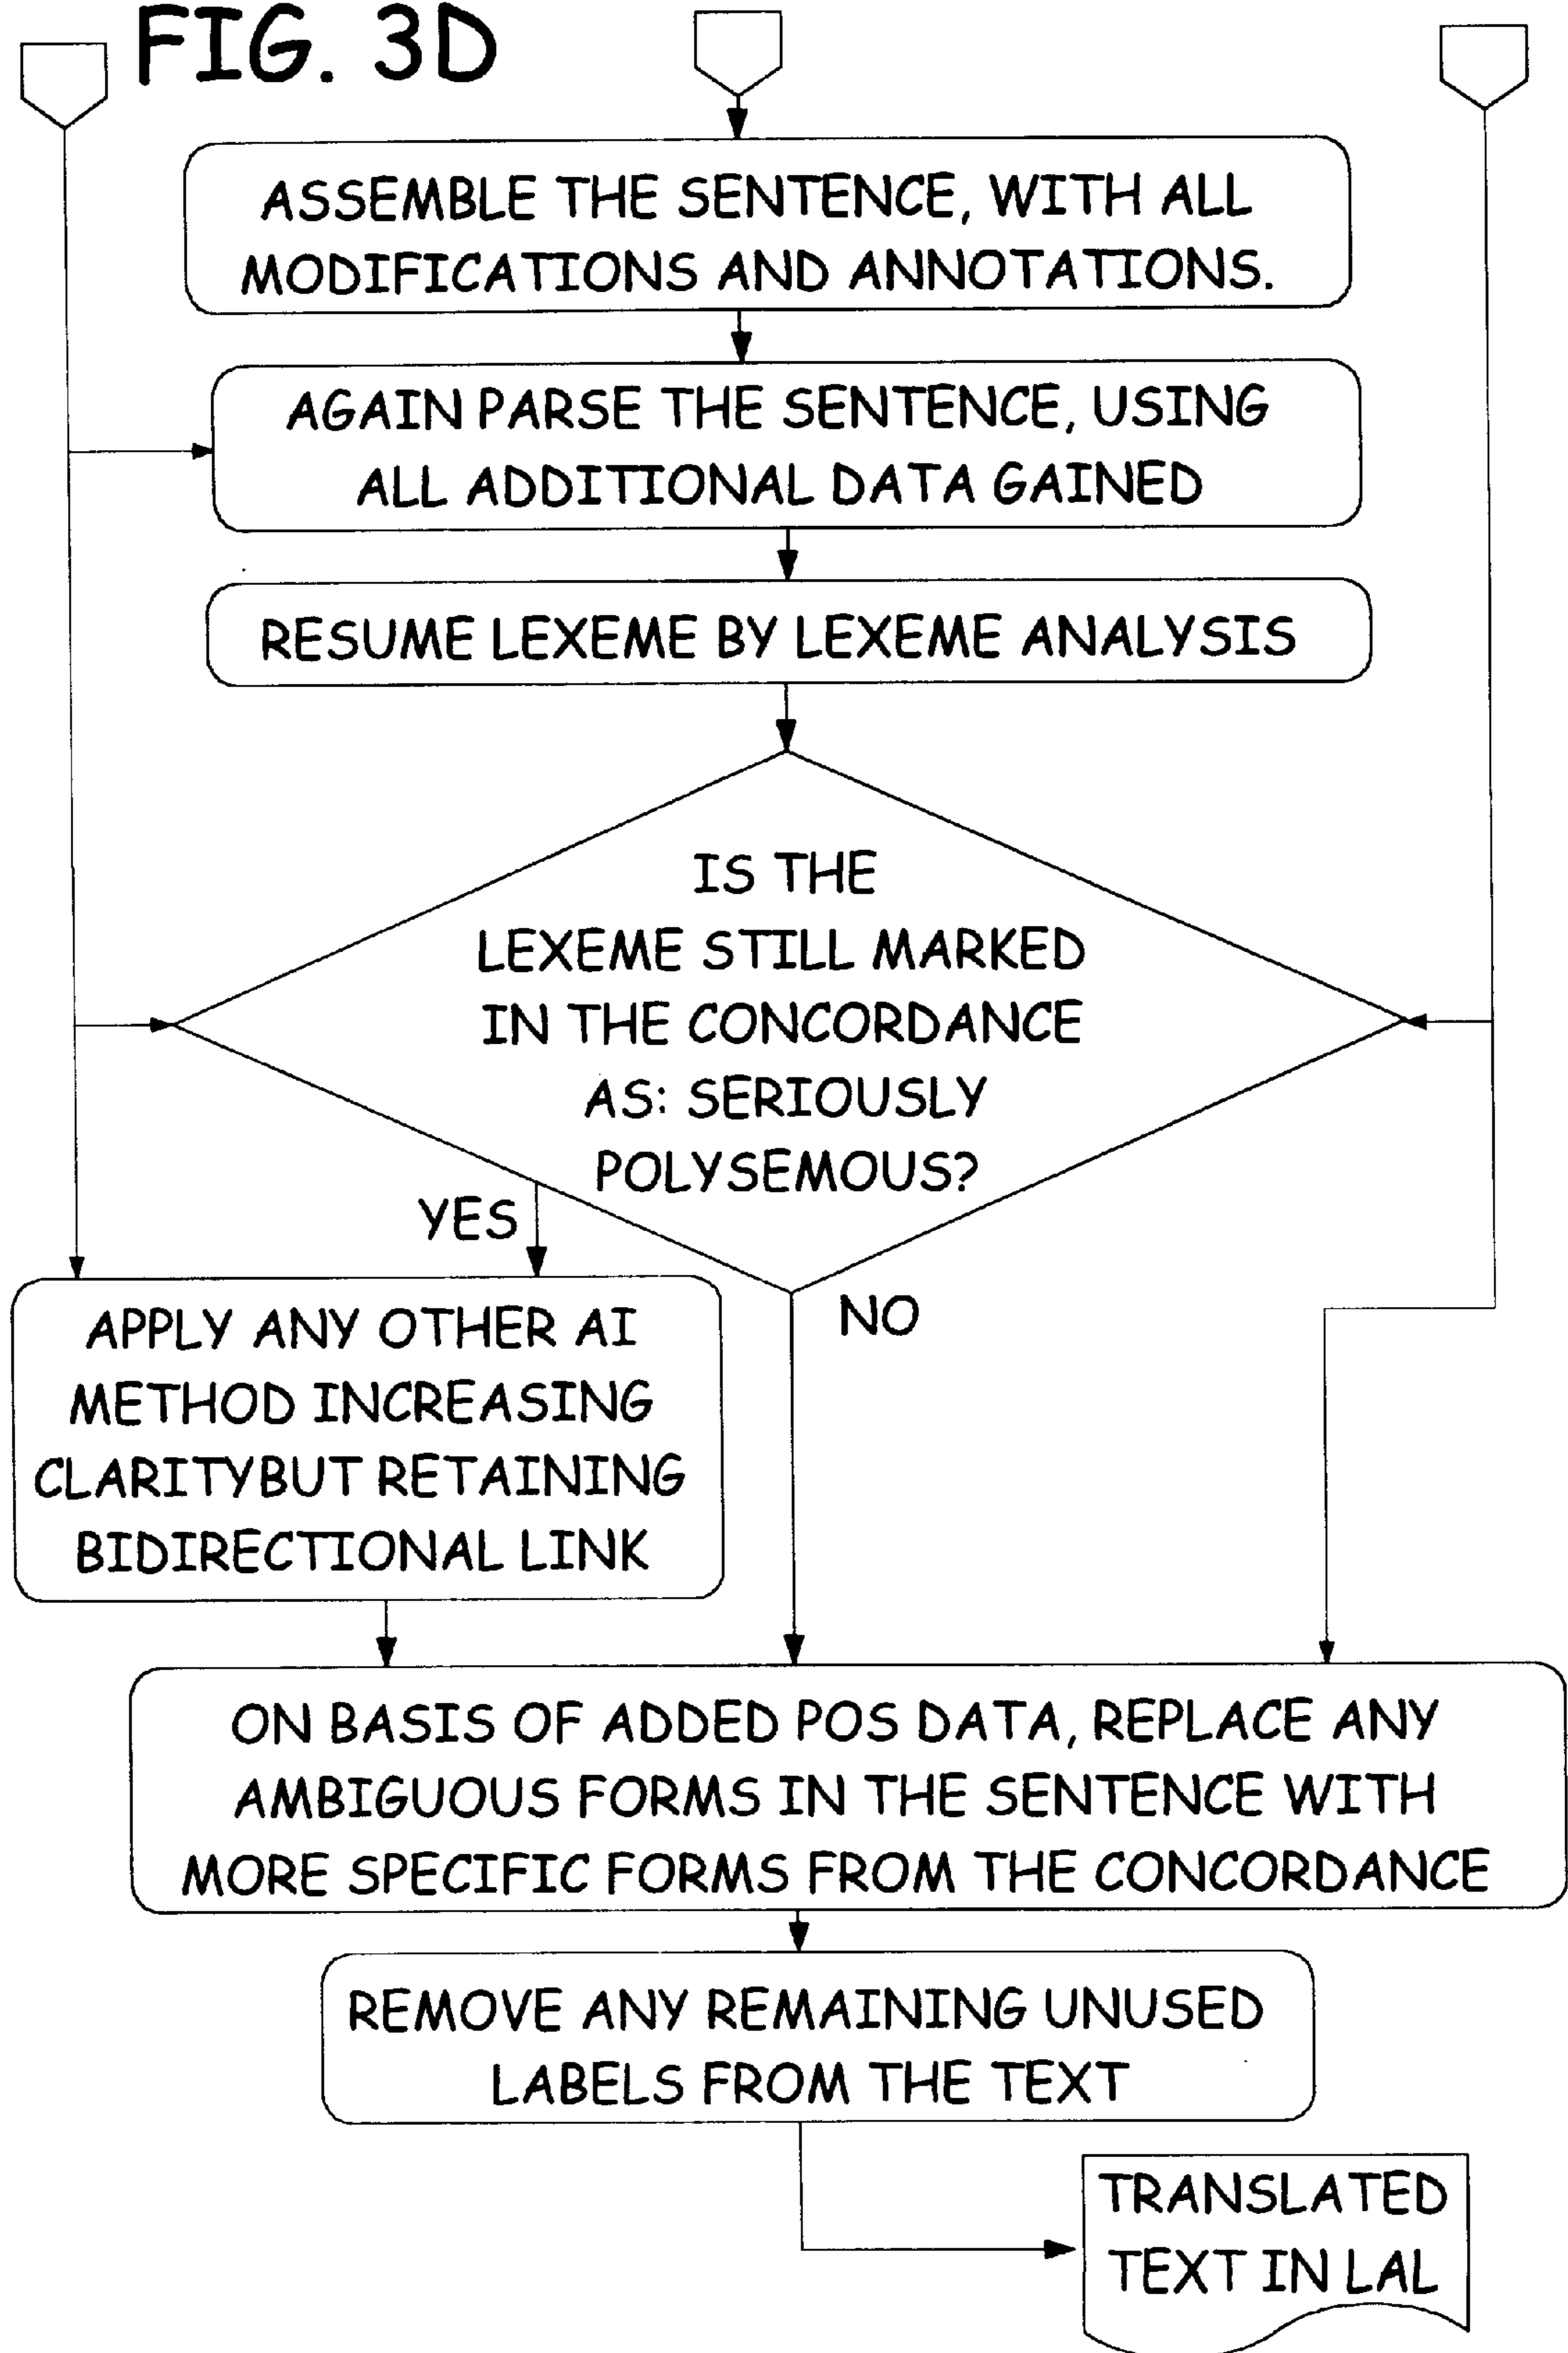 FIG. 3D
ASSEMBLE THE SENTENCE, WITH ALL
MODIFICATIONS AND ANNOTATIONS.
AGAIN PARSE THE SENTENCE, USING
ALL ADDITIONAL DATA GAINED
RESUME LEXEME BY LEXEME ANALYSIS
IS THE
LEXEME STILL MARKED
IN THE CONCORDANCE
AS: SERIOUSLY
POLYSEMOUS?
YES
NO
APPLY ANY OTHER AI
METHOD INCREASING
CLARITYBUT RETAINING
BIDIRECTIONAL LINK
ON BASIS OF ADDED POS DATA, REPLACE ANY
AMBIGUOUS FORMS IN THE SENTENCE WITH
MORE SPECIFIC FORMS FROM THE CONCORDANCE
REMOVE ANY REMAINING UNUSED
LABELS FROM THE TEXT
TRANSLATED
TEXT IN LAL